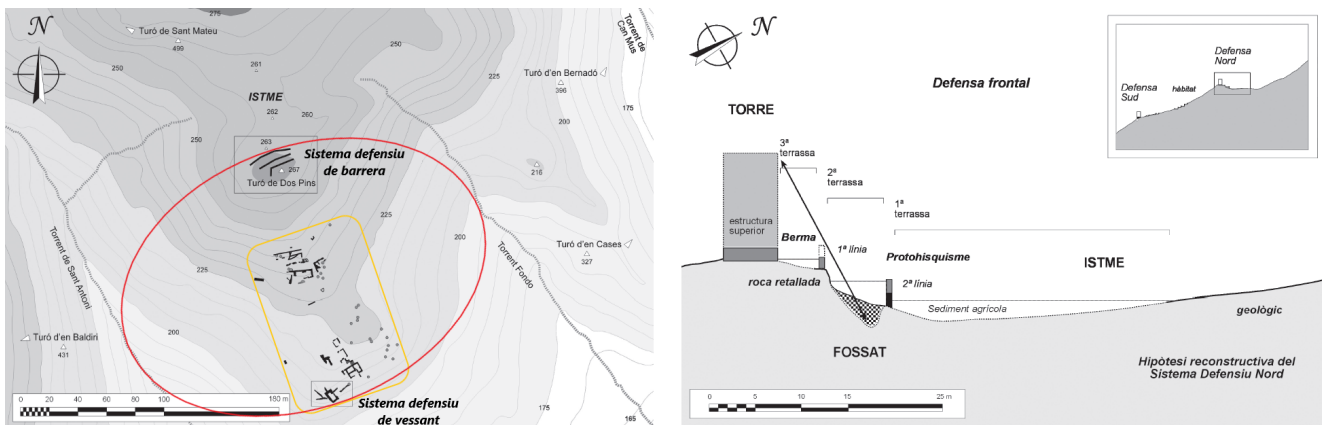 275
N
Turó de Sant Mateu
499
250
Torrent de
Can Mus
250
261
225
Turó d'en Bernadó
396
ISTME
175
262
260
200
250
263
Sistema defensiu
de barrera
267
Turó de Dos Pins
216
225
200
Torrent de Sant Antoni
225
Turó d'en Cases
327
Torrent Fondo
200
Turó d'en Baldiri
431
0 20 40 60 80 100 180 m
Sistema defensiu
de vessant
175
165
N
Defensa frontal
Defensa
Nord
Defensa
Sud
hàbitat
TORRE
3ª
terrassa
2ª
terrassa
1ª
terrassa
estructura
superior
Berma
1ª línia
Protohisquisme
ISTME
roca retallada
2ª línia
Sediment agrícola
geològic
FOSSAT
Hipòtesi reconstructiva del
Sistema Defensiu Nord
0 5 10 15 25 m